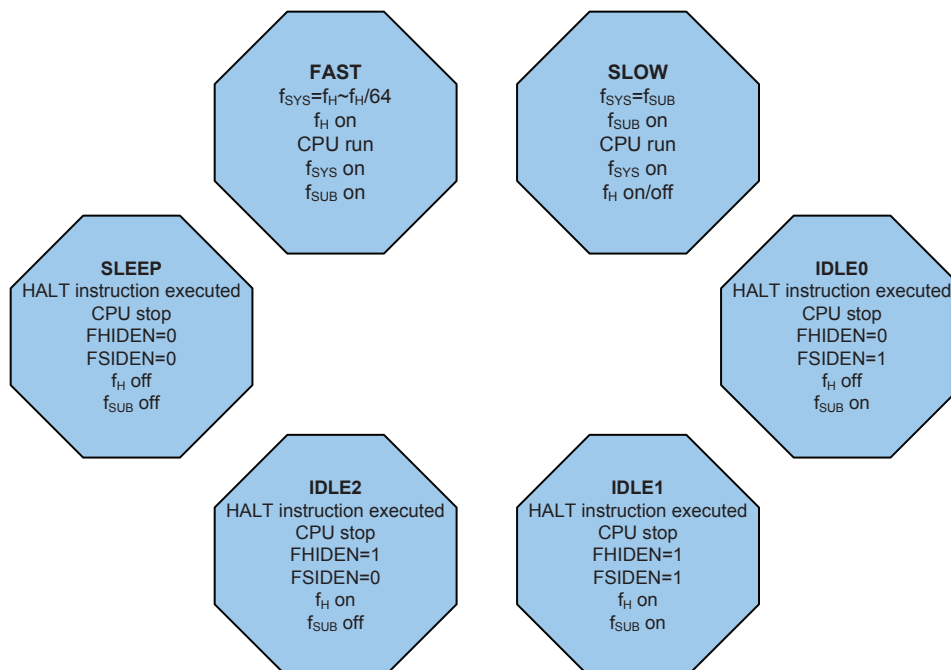 FAST
fSYS=fH~fH/64
fH on
CPU run
fSYS on
fSUB on
SLOW
fSYS=fSUB
fSUB on
CPU run
fSYS on
fH on/off
SLEEP
HALT instruction executed
CPU stop
FHIDEN=0
FSIDEN=0
fH off
fSUB off
IDLE0
HALT instruction executed
CPU stop
FHIDEN=0
FSIDEN=1
fH off
fSUB on
IDLE2
HALT instruction executed
CPU stop
FHIDEN=1
FSIDEN=0
fH on
fSUB off
IDLE1
HALT instruction executed
CPU stop
FHIDEN=1
FSIDEN=1
fH on
fSUB on